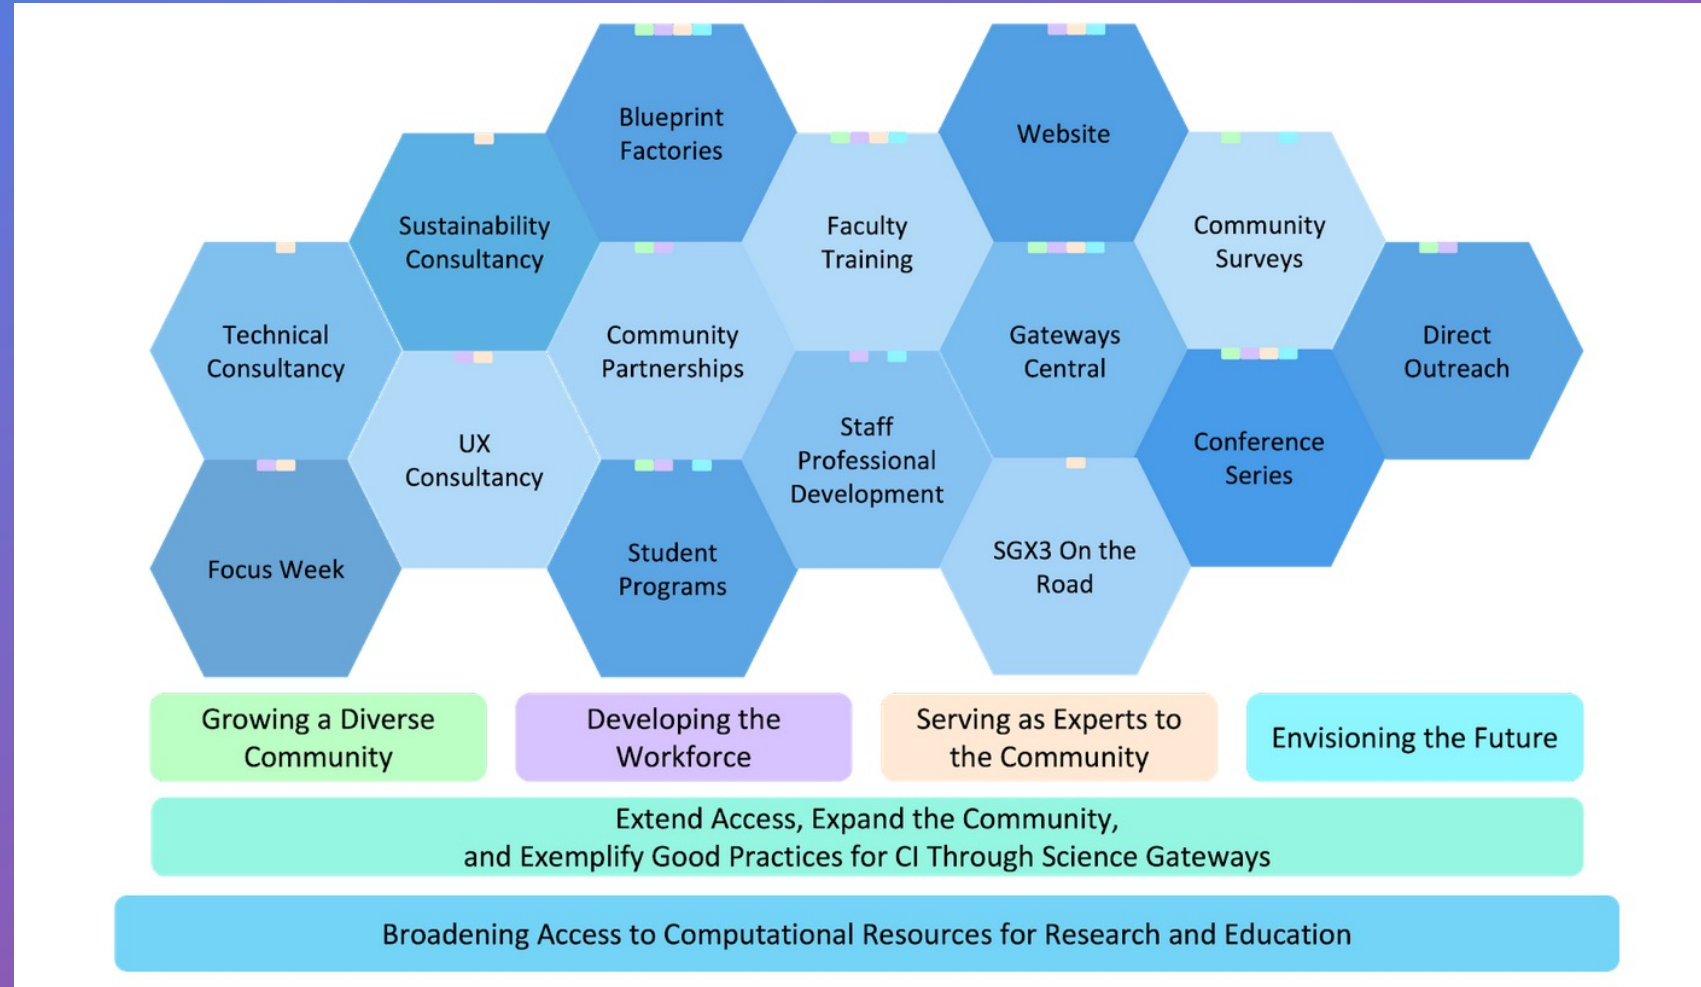 Blueprint
Factories
Website
Sustainability
Consultancy
Faculty
Training
Community
Surveys
Technical
Consultancy
Community
Partnerships
Gateways
Central
Direct
Outreach
UX
Consultancy
Staff
Professional
Development
Conference
Series
Focus Week
Student
Programs
SGX3 On the
Road
Growing a Diverse
Community
Developing the
Workforce
Serving as Experts to
the Community
Envisioning the Future
Extend Access, Expand the Community,
and Exemplify Good Practices for CI Through Science Gateways
Broadening Access to Computational Resources for Research and Education